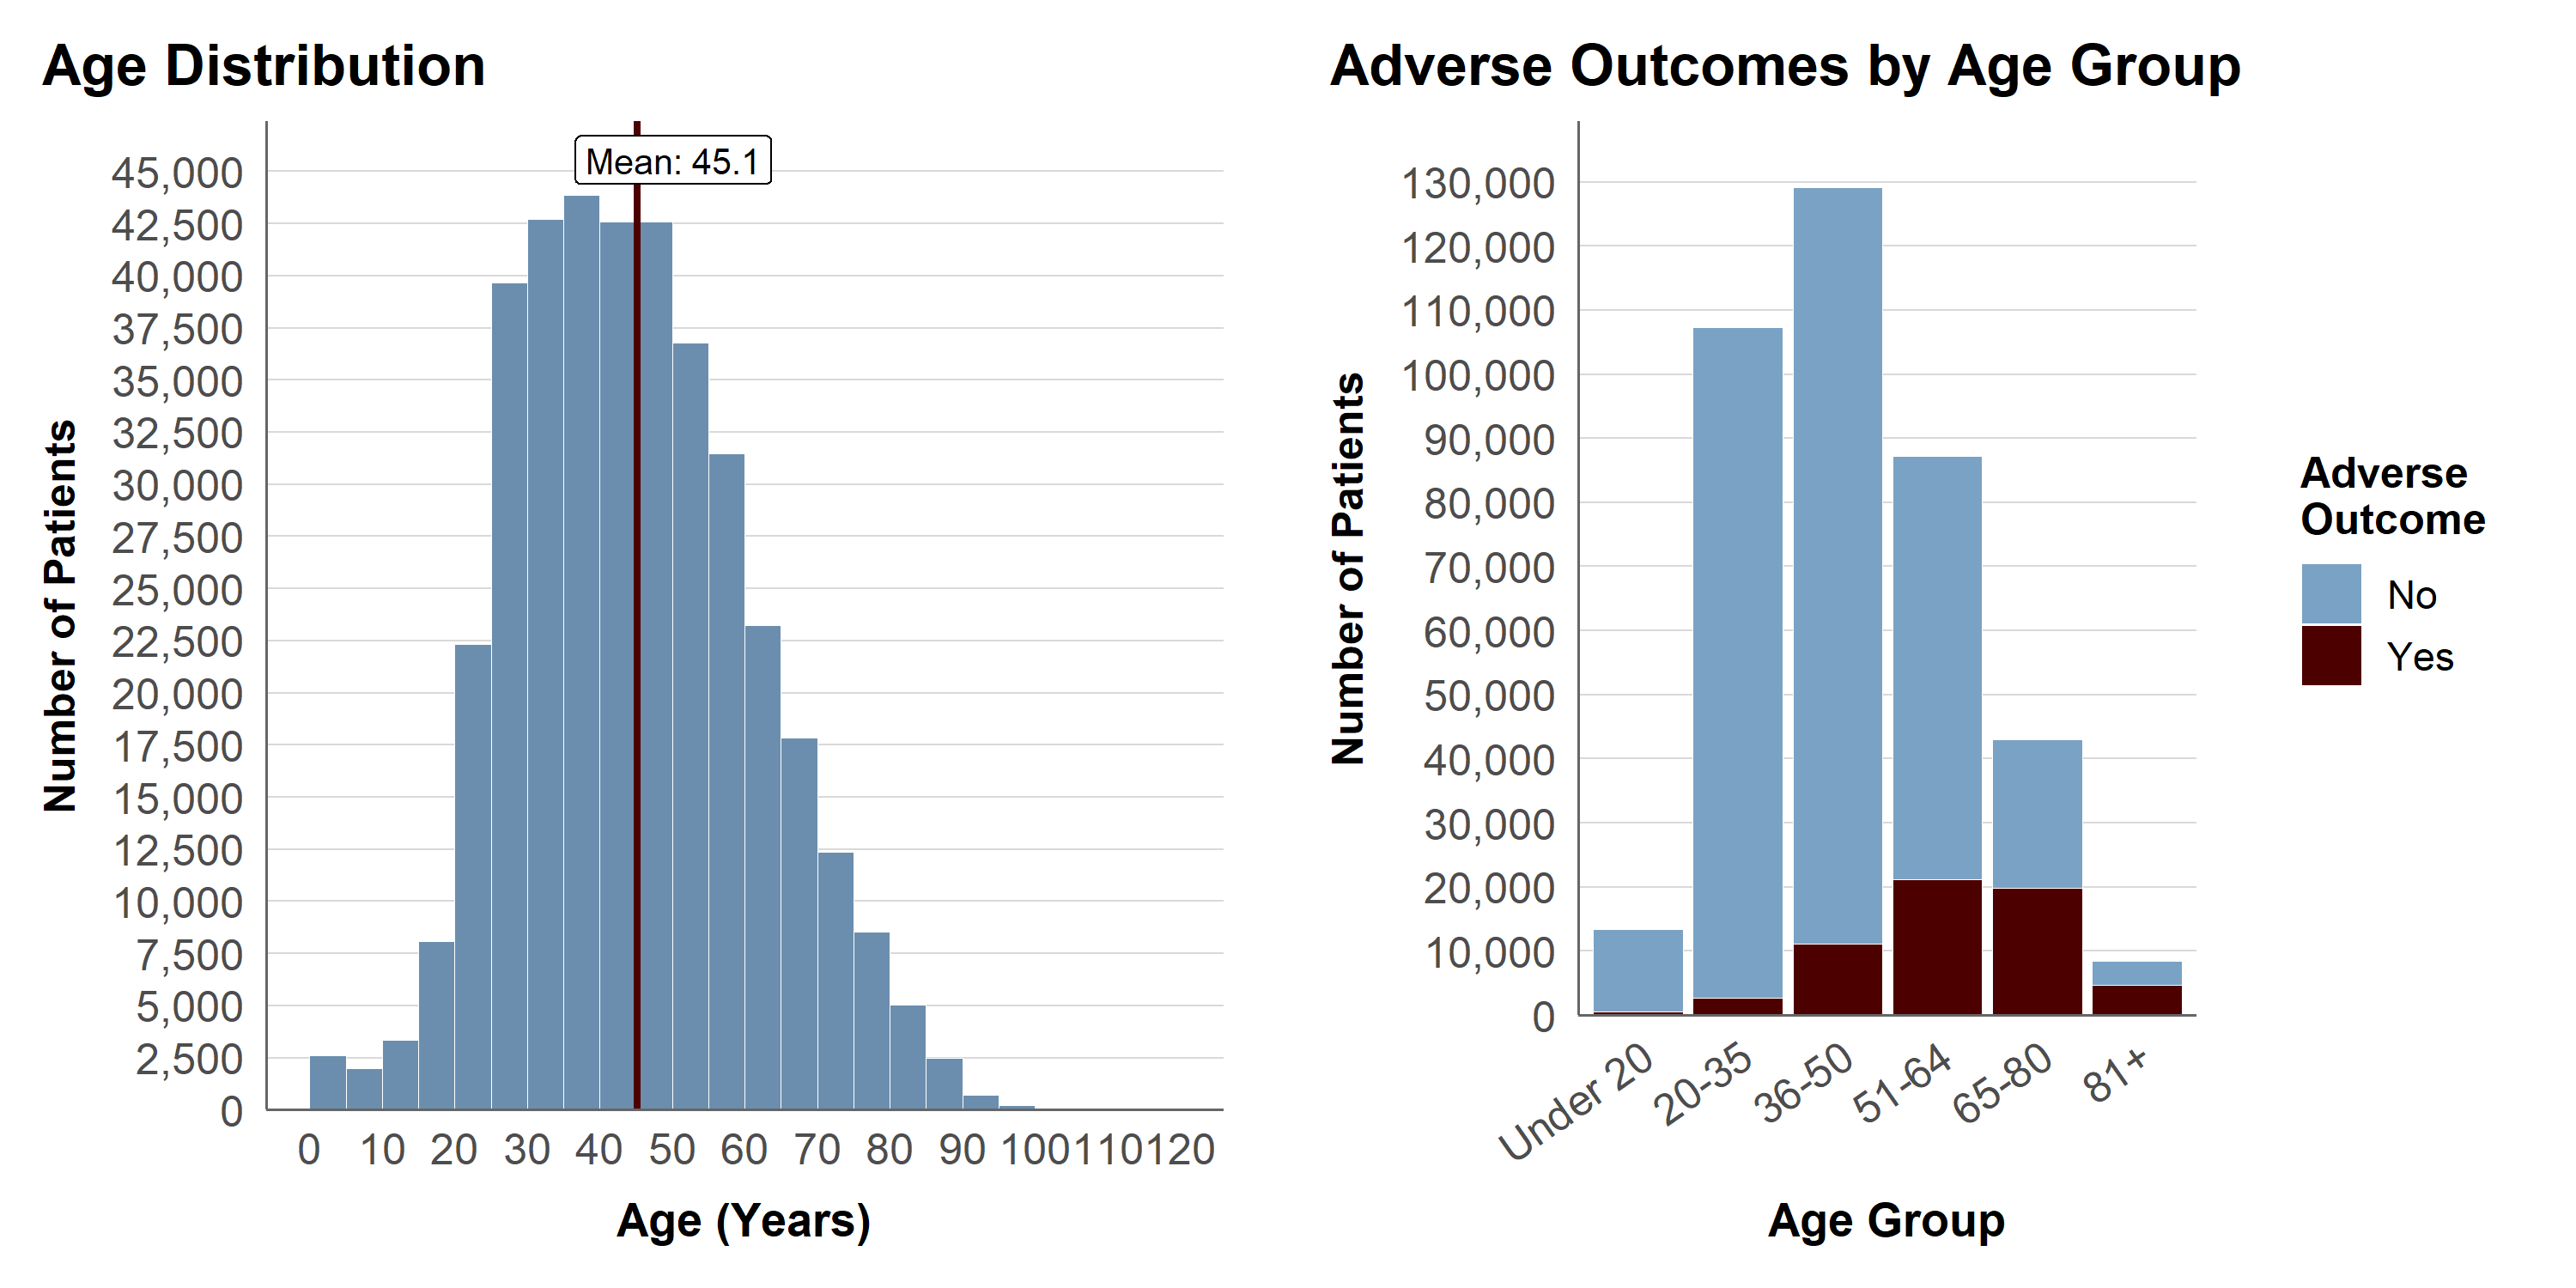 Age Distribution
Number of Patients
45,000
42,500
40,000
37,500
35,000
32,500
30,000
27,500
25,000
22,500
20,000
17,500
15,000
12,500
10,000
7,500
5,000
2,500
0
Mean: 45.1
0 10 20 30 40 50 60 70 80 90 100 110 120
Age (Years)
Adverse Outcomes by Age Group
Number of Patients
130,000
120,000
110,000
100,000
90,000
80,000
70,000
60,000
50,000
40,000
30,000
20,000
10,000
0
Under 20 20-35 36-50 51-64 65-80 81+
Age Group
Adverse
Outcome
No
Yes